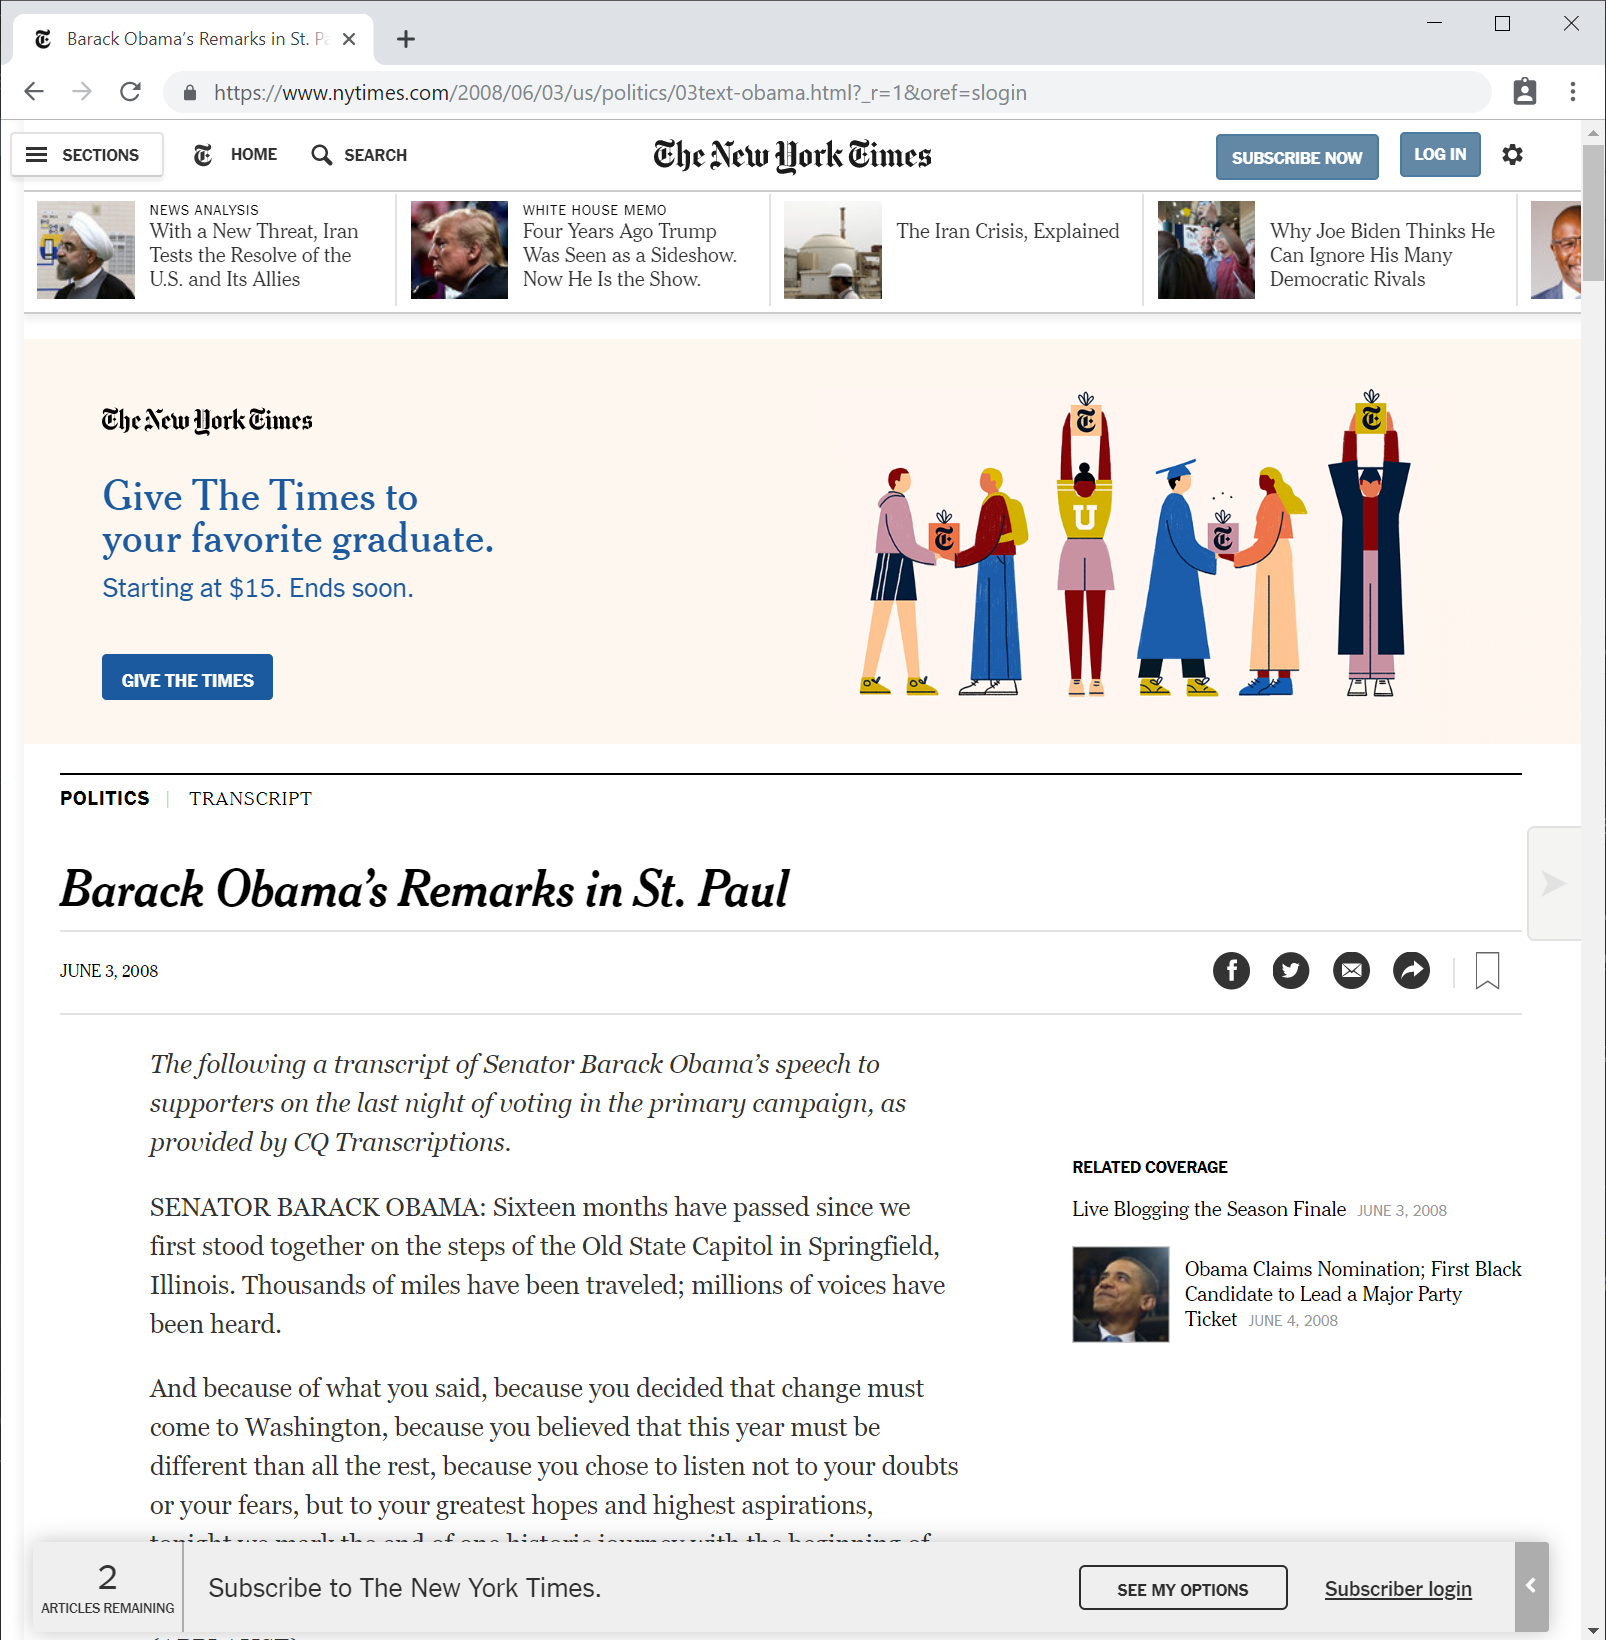 Barack Obama's Remarks in St. Pa
https://www.nytimes.com/2008/06/03/us/politics/03text-obama.html?_r=1&oref=slogin
SECTIONS
HOME
SEARCH
The New York Times
SUBSCRIBE NOW
LOG IN
NEWS ANALYSIS
With a New Threat, Iran
Tests the Resolve of the
U.S. and Its Allies
WHITE HOUSE MEMO
Four Years Ago Trump
Was Seen as a Sideshow.
Now He Is the Show.
The Iran Crisis, Explained
Why Joe Biden Thinks He
Can Ignore His Many
Democratic Rivals
The New York Times
Give The Times to
your favorite graduate.
Starting at $15. Ends soon.
GIVE THE TIMES
U
POLITICS | TRANSCRIPT
Barack Obama's Remarks in St. Paul
JUNE 3, 2008
The following a transcript of Senator Barack Obama's speech to
supporters on the last night of voting in the primary campaign, as
provided by CQ Transcriptions.
SENATOR BARACK OBAMA: Sixteen months have passed since we
first stood together on the steps of the Old State Capitol in Springfield,
Illinois. Thousands of miles have been traveled; millions of voices have
been heard.
And because of what you said, because you decided that change must
come to Washington, because you believed that this year must be
different than all the rest, because you chose to listen not to your doubts
or your fears, but to your greatest hopes and highest aspirations,
tonight we mark the end of one historic journey with the beginning of
RELATED COVERAGE
Live Blogging the Season Finale JUNE 3, 2008
Obama Claims Nomination; First Black
Candidate to Lead a Major Party
Ticket JUNE 4, 2008
2
ARTICLES REMAINING
Subscribe to The New York Times.
SEE MY OPTIONS
Subscriber login